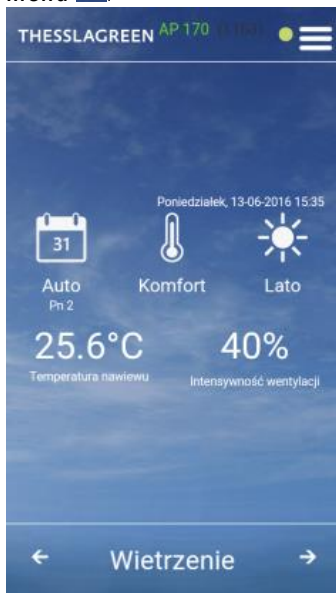 menu
THESSLAGREEN AP 170
Poniedziałek, 13-06-2016 15:35
31
Auto Komfort Lato
Pn 2
25.6°C 40%
Temperatura nawiewu Intensywność wentylacji
Wietrzenie